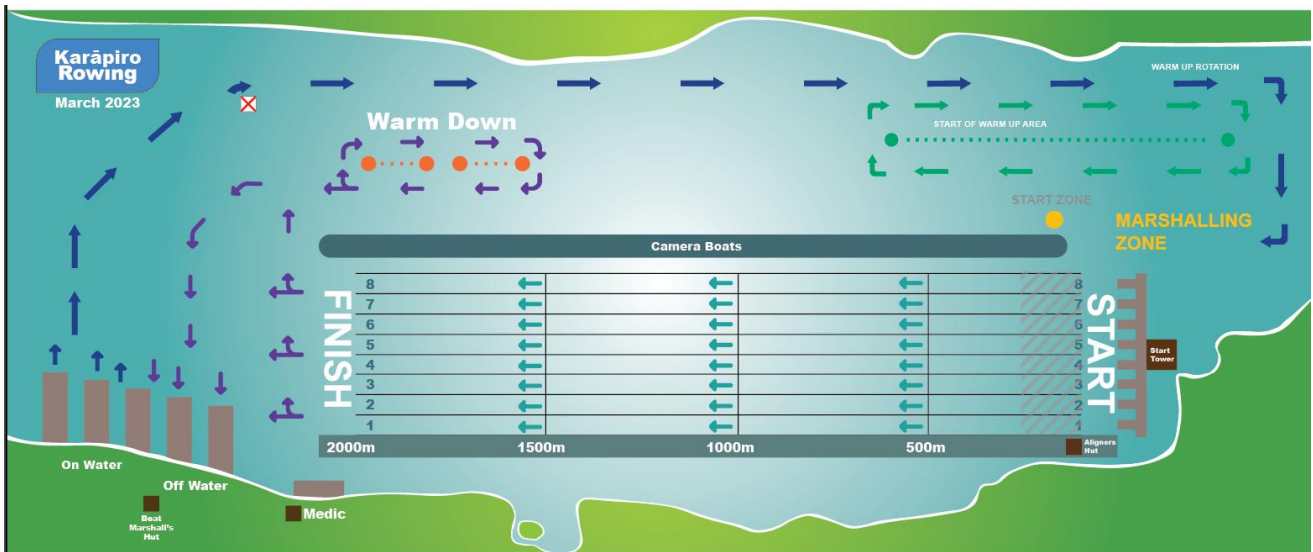 Karāpiro
Rowing
March 2023
WARM UP ROTATION
Warm Down
START OF WARM UP AREA
START ZONE
MARSHALLING
ZONE
Camera Boats
FINISH
8
7
6
5
4
3
2
1
8
7
6
5
4
3
2
1
START
Start
Tower
2000m
1500m
1000m
500m
Aligners
Hut
On Water
Off Water
Boat
Marshall's
Hut
Medic